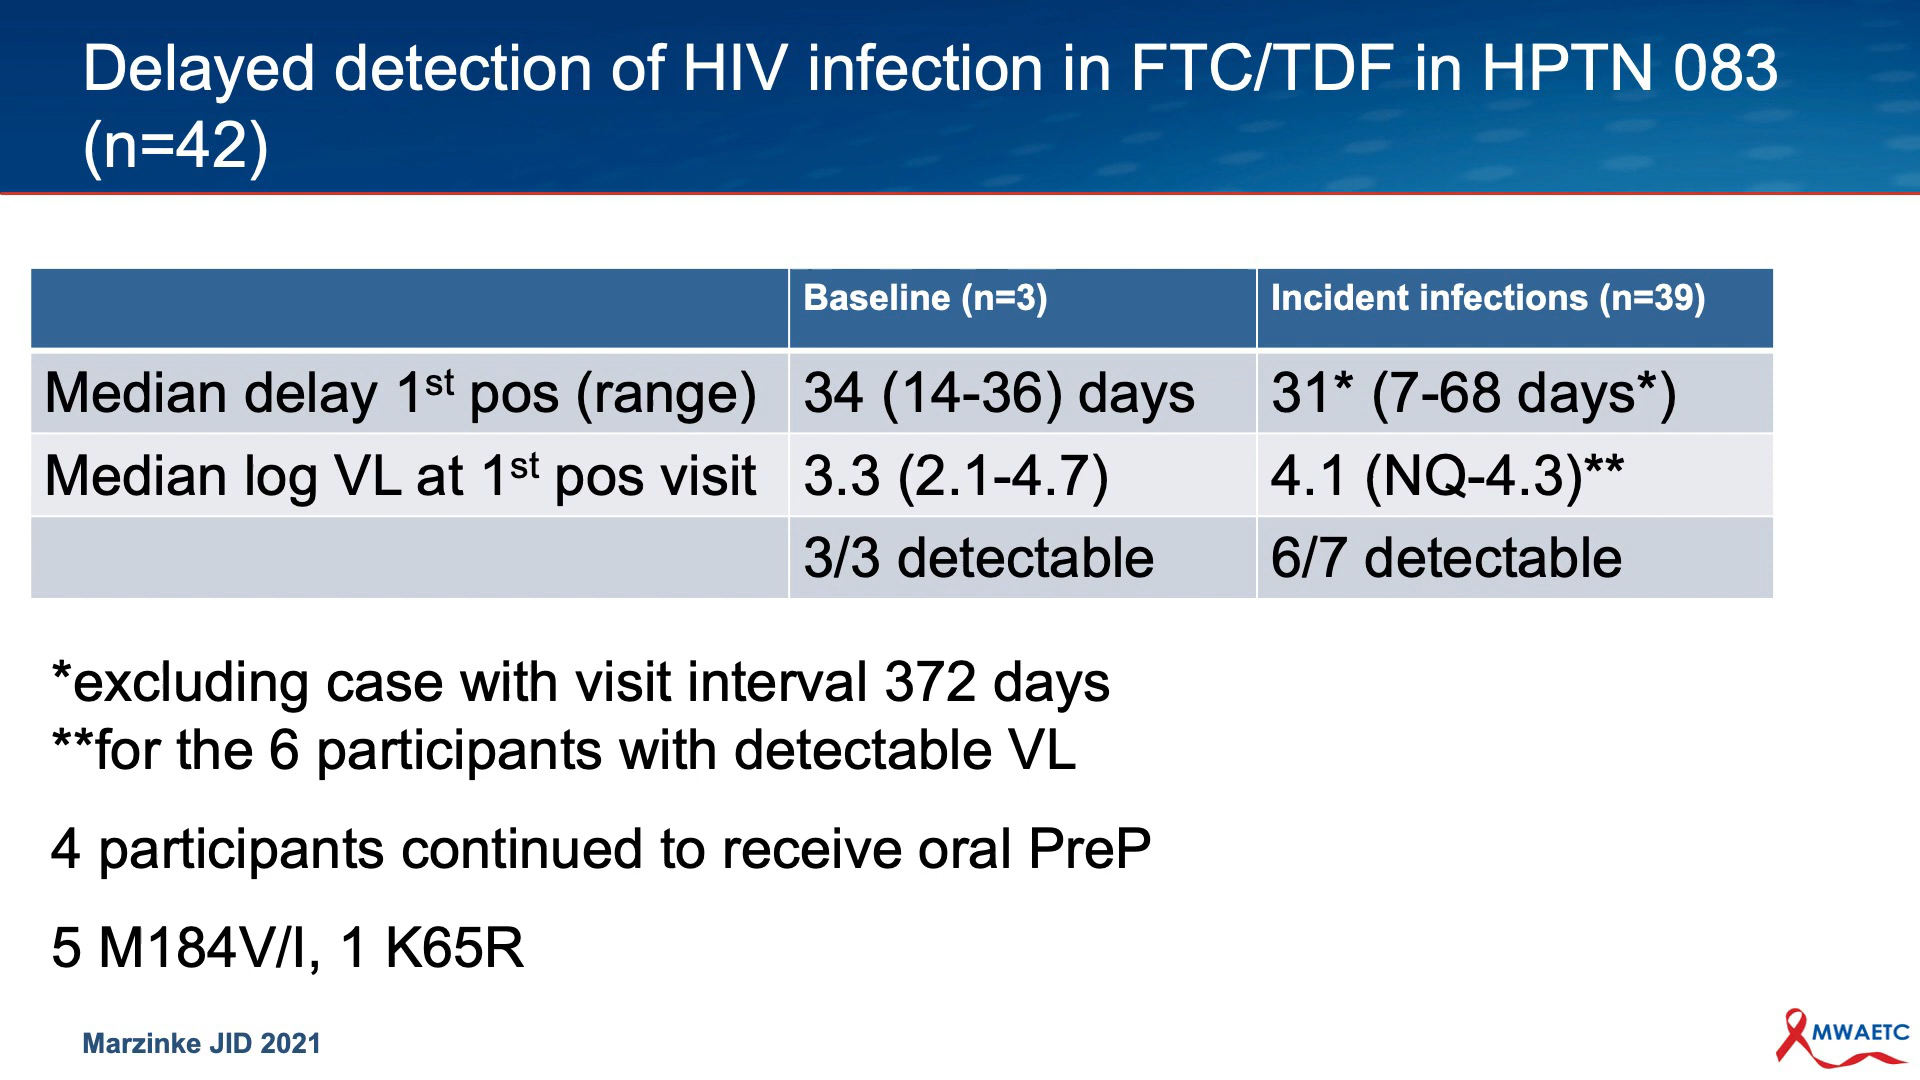 Delayed detection of HIV infection in FTC/TDF in HPTN 083
(n=42)
Baseline (n=3) Incident infections (n=39)
Median delay 1st pos (range) 34 (14-36) days 31* (7-68 days*)
Median log VL at 1st pos visit 3.3 (2.1-4.7) 4.1 (NQ-4.3)**
3/3 detectable 6/7 detectable
*excluding case with visit interval 372 days
**for the 6 participants with detectable VL
4 participants continued to receive oral PreP
5 M184V/I, 1 K65R
Marzinke JID 2021
MWAETC